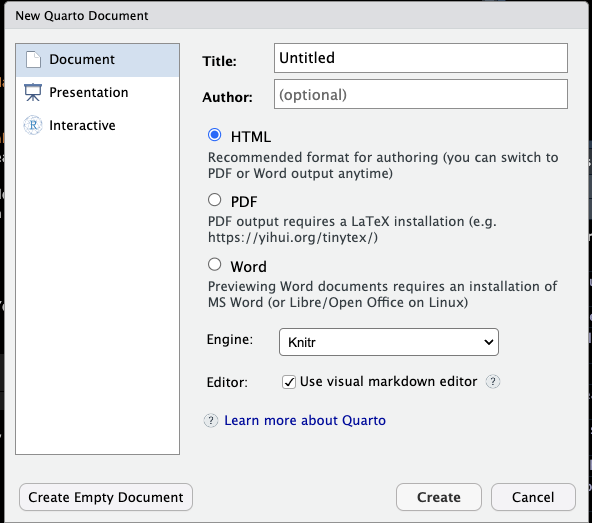 New Quarto Document
Document
Presentation
Interactive
Title: Untitled
Author: (optional)
HTML
Recommended format for authoring (you can switch to
PDF or Word output anytime)
PDF
PDF output requires a LaTeX installation (e.g.
https://yihui.org/tinytex/)
Word
Previewing Word documents requires an installation of
MS Word (or Libre/Open Office on Linux)
Engine: Knitr
Editor: Use visual markdown editor ?
? Learn more about Quarto
Create Empty Document
Create
Cancel